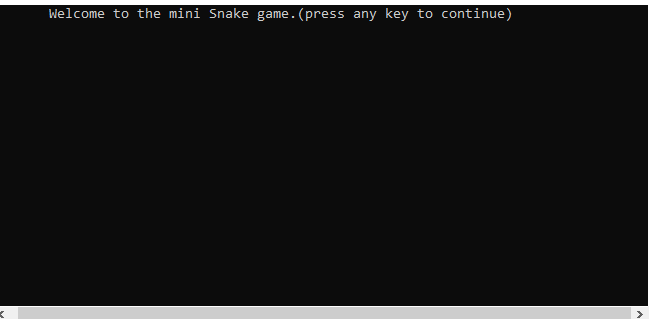 Welcome to the mini Snake game.(press any key to continue)